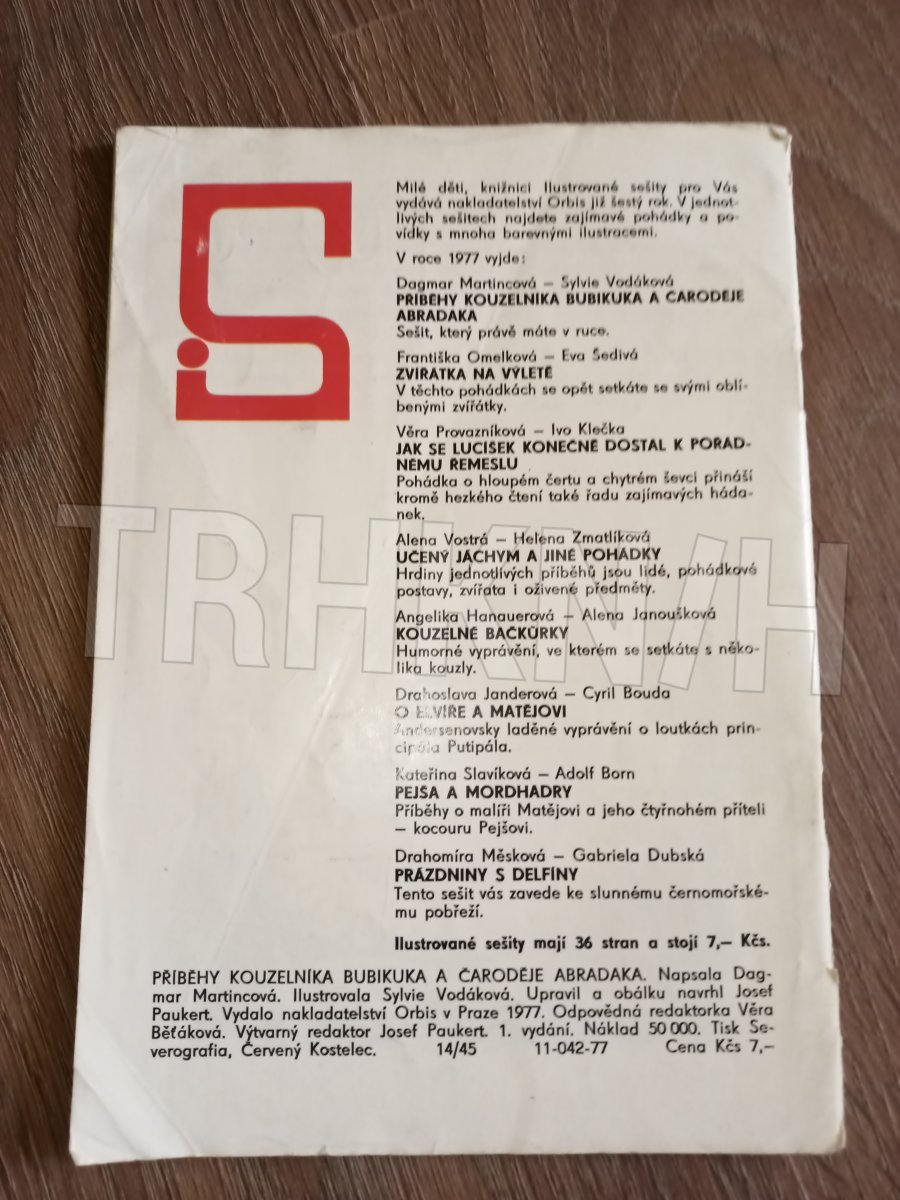 iS
Milé děti, knižnici Ilustrované sešity pro Vás
vydává nakladatelství Orbis již šestý rok. V jednot-
livých sešitech najdete zajímavé pohádky a po-
vídky s mnoha barevnými ilustracemi.
V roce 1977 vyjde:
Dagmar Martincová – Sylvie Vodáková
PŘÍBĚHY KOUZELNÍKA BUBIKUKA A ČARODĚJE
ABRADAKA
Sešit, který právě máte v ruce.
Františka Omelková – Eva Šedivá
ZVÍŘÁTKA NA VÝLETĚ
V těchto pohádkách se opět setkáte se svými oblí-
benými zvířátky.
Věra Provazníková – Ivo Klečka
JAK SE LUCÍŠEK KONEČNĚ DOSTAL K POŘÁD-
NÉMU ŘEMESLU
Pohádka o hloupém čertu a chytrém ševci přináší
kromě hezkého čtení také řadu zajímavých háda-
nek.
Alena Vostrá – Helena Zmatlíková
UČENÝ JÁCHYM A JINÉ POHÁDKY
Hrdiny jednotlivých příběhů jsou lidé, pohádkové
postavy, zvířata i oživené předměty.
Angelika Hanauerová – Alena Janoušková
KOUZELNÉ BAČKŮRKY
Humorné vyprávění, ve kterém se setkáte s něko-
lika kouzly.
Drahoslava Janderová – Cyril Bouda
O ELVÍŘE A MATĚJOVI
Andersenovsky laděné vyprávění o loutkách prin-
cipála Putipála.
Kateřina Slavíková – Adolf Born
PEJŠA A MORDHADRY
Příběhy o malíři Matějovi a jeho čtyřnohém příteli
– kocouru Pejšovi.
Drahomíra Měsková – Gabriela Dubská
PRÁZDNINY S DELFÍNY
Tento sešit vás zavede ke slunnému černomořské-
mu pobřeží.
Ilustrované sešity mají 36 stran a stojí 7,– Kčs.
PŘÍBĚHY KOUZELNÍKA BUBIKUKA A ČARODĚJE ABRADAKA. Napsala Dag-
mar Martincová. Ilustrovala Sylvie Vodáková. Upravil a obálku navrhl Josef
Paukert. Vydalo nakladatelství Orbis v Praze 1977. Odpovědná redaktorka Věra
Běťáková. Výtvarný redaktor Josef Paukert. 1. vydání. Náklad 50 000. Tisk Se-
verografia, Červený Kostelec. 14/45 11-042-77 Cena Kčs 7,–